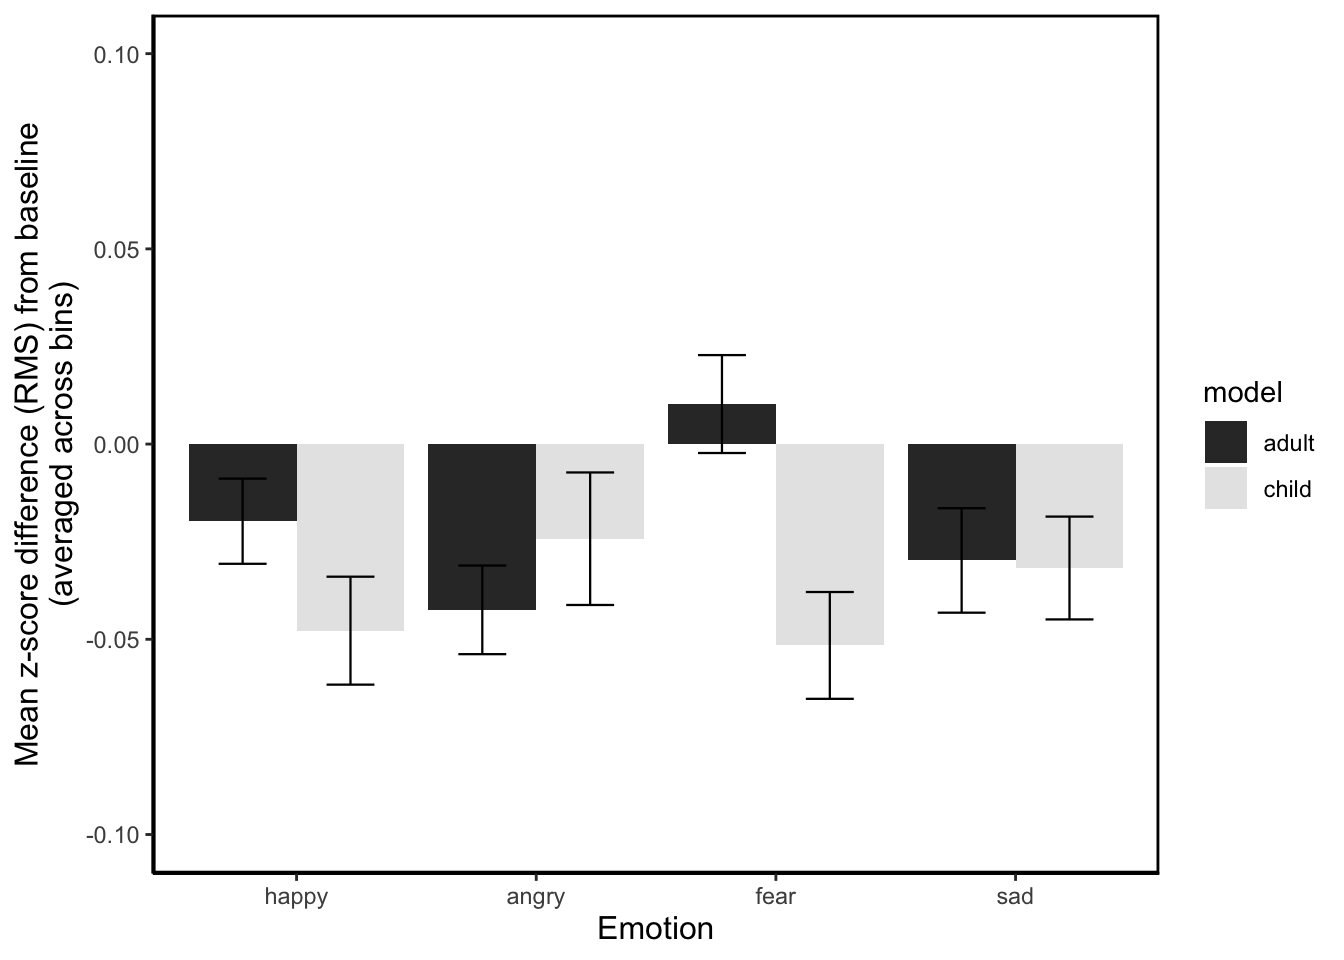 Mean z-score difference (RMS) from baseline
(averaged across bins)
0.10
0.05
0.00
-0.05
-0.10
happy angry fear sad
Emotion
model
adult
child